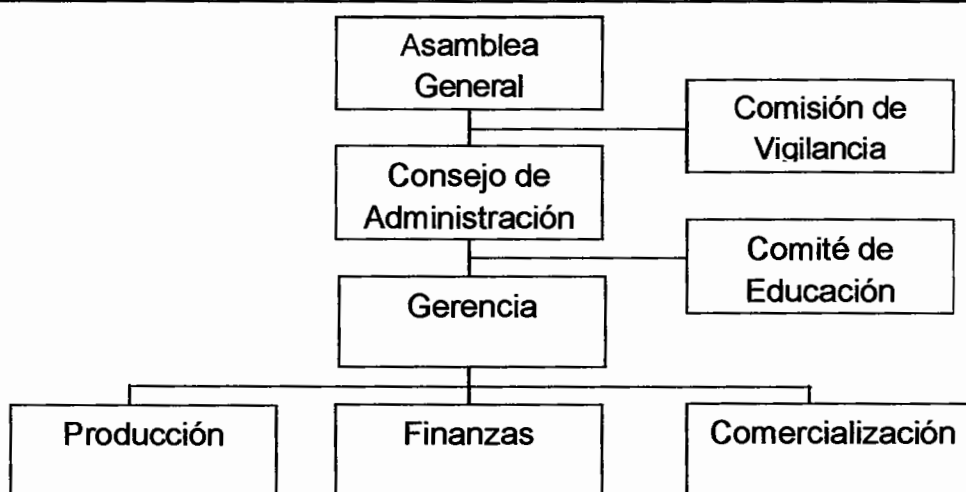 Asamblea
General
Comisión de
Vigilancia
Consejo de
Administración
Comité de
Educación
Gerencia
Producción
Finanzas
Comercialización